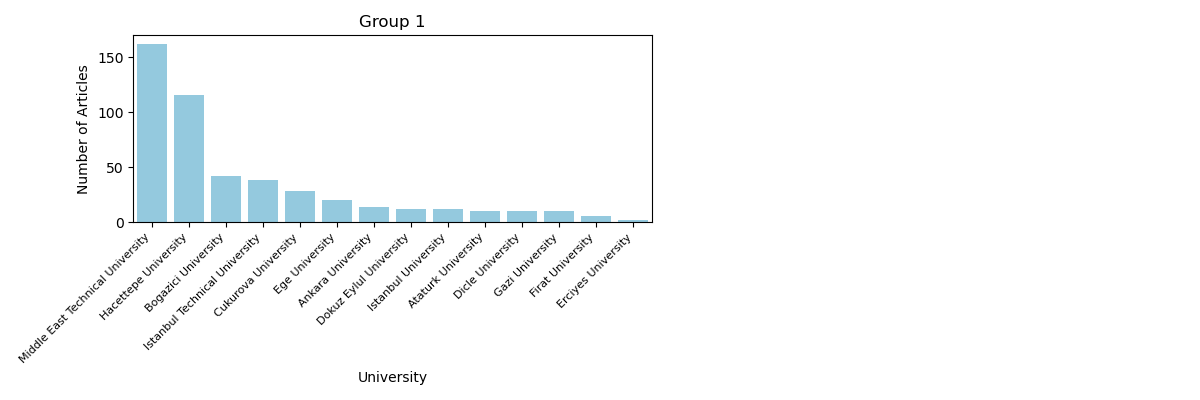 Group 1
Number of Articles
150
100
50
0
Middle East Technical University
Hacettepe University
Bogazici University
Istanbul Technical University
Cukurova University
Ege University
Ankara University
Dokuz Eylul University
Istanbul University
Ataturk University
Dicle University
Gazi University
Firat University
Erciyes University
University